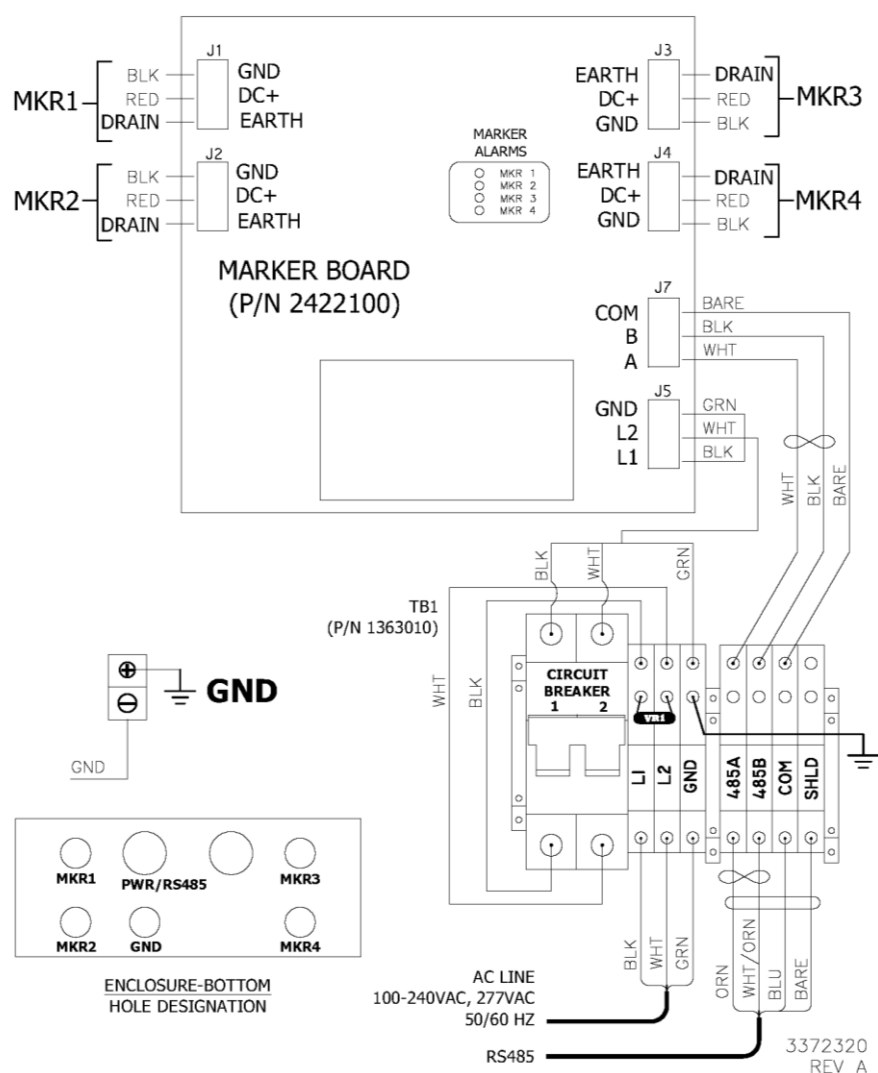 J1
BLK
GND
MKR1
RED
DC+
DRAIN
EARTH
J2
BLK
GND
MKR2
RED
DC+
DRAIN
EARTH
J3
EARTH
DRAIN
DC+
RED
MKR3
GND
BLK
J4
EARTH
DRAIN
DC+
RED
MKR4
GND
BLK
MARKER
ALARMS
MKR 1
MKR 2
MKR 3
MKR 4
MARKER BOARD
(P/N 2422100)
J7
COM
BARE
B
BLK
A
WHT
J5
GND
GRN
L2
WHT
L1
BLK
WHT
BLK
BARE
BLK
WHT
GRN
TB1
(P/N 1363010)
WHT
BLK
CIRCUIT
BREAKER
1 2
VR1
L1
L2
GND
485A
485B
COM
SHLD
GND
GND
MKR1
PWR/RS485
MKR3
MKR2
GND
MKR4
ENCLOSURE-BOTTOM
HOLE DESIGNATION
BLK
WHT
GRN
ORN
WHT/ORN
BLU
BARE
AC LINE
100-240VAC, 277VAC
50/60 HZ
RS485
3372320
REV A